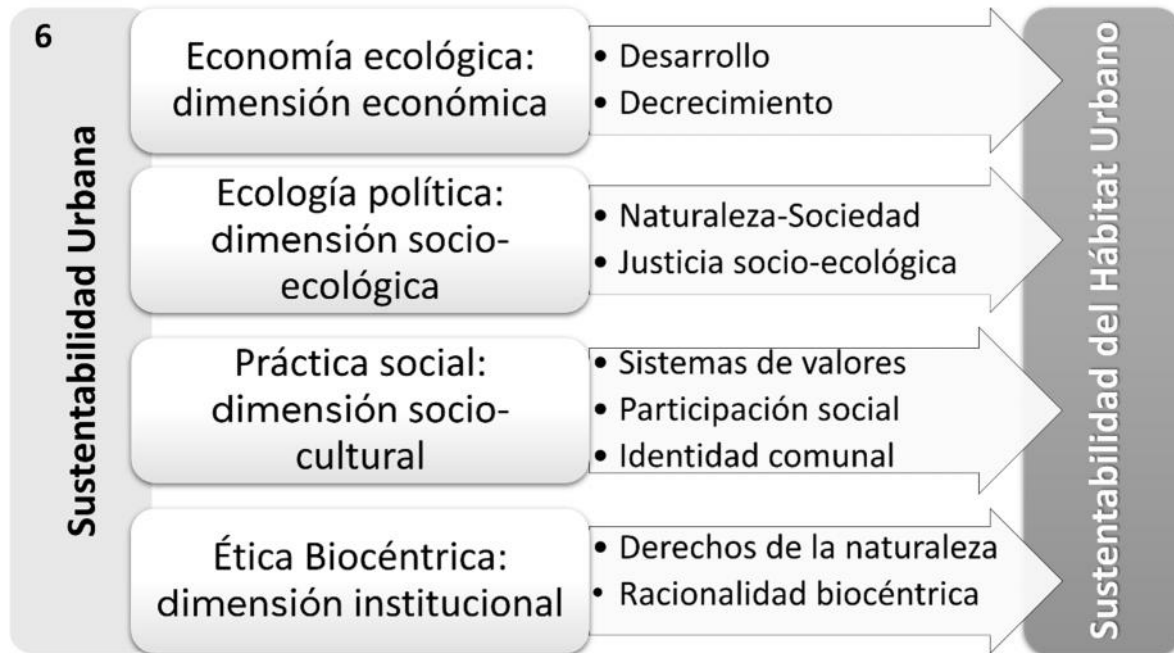 6
Sustentabilidad Urbana
Economía ecológica:
dimensión económica
• Desarrollo
• Decrecimiento
Ecología política:
dimensión socio-
ecológica
• Naturaleza-Sociedad
• Justicia socio-ecológica
Práctica social:
dimensión socio-
cultural
• Sistemas de valores
• Participación social
• Identidad comunal
Ética Biocéntrica:
dimensión institucional
• Derechos de la naturaleza
• Racionalidad biocéntrica
Sustentabilidad del Hábitat Urbano